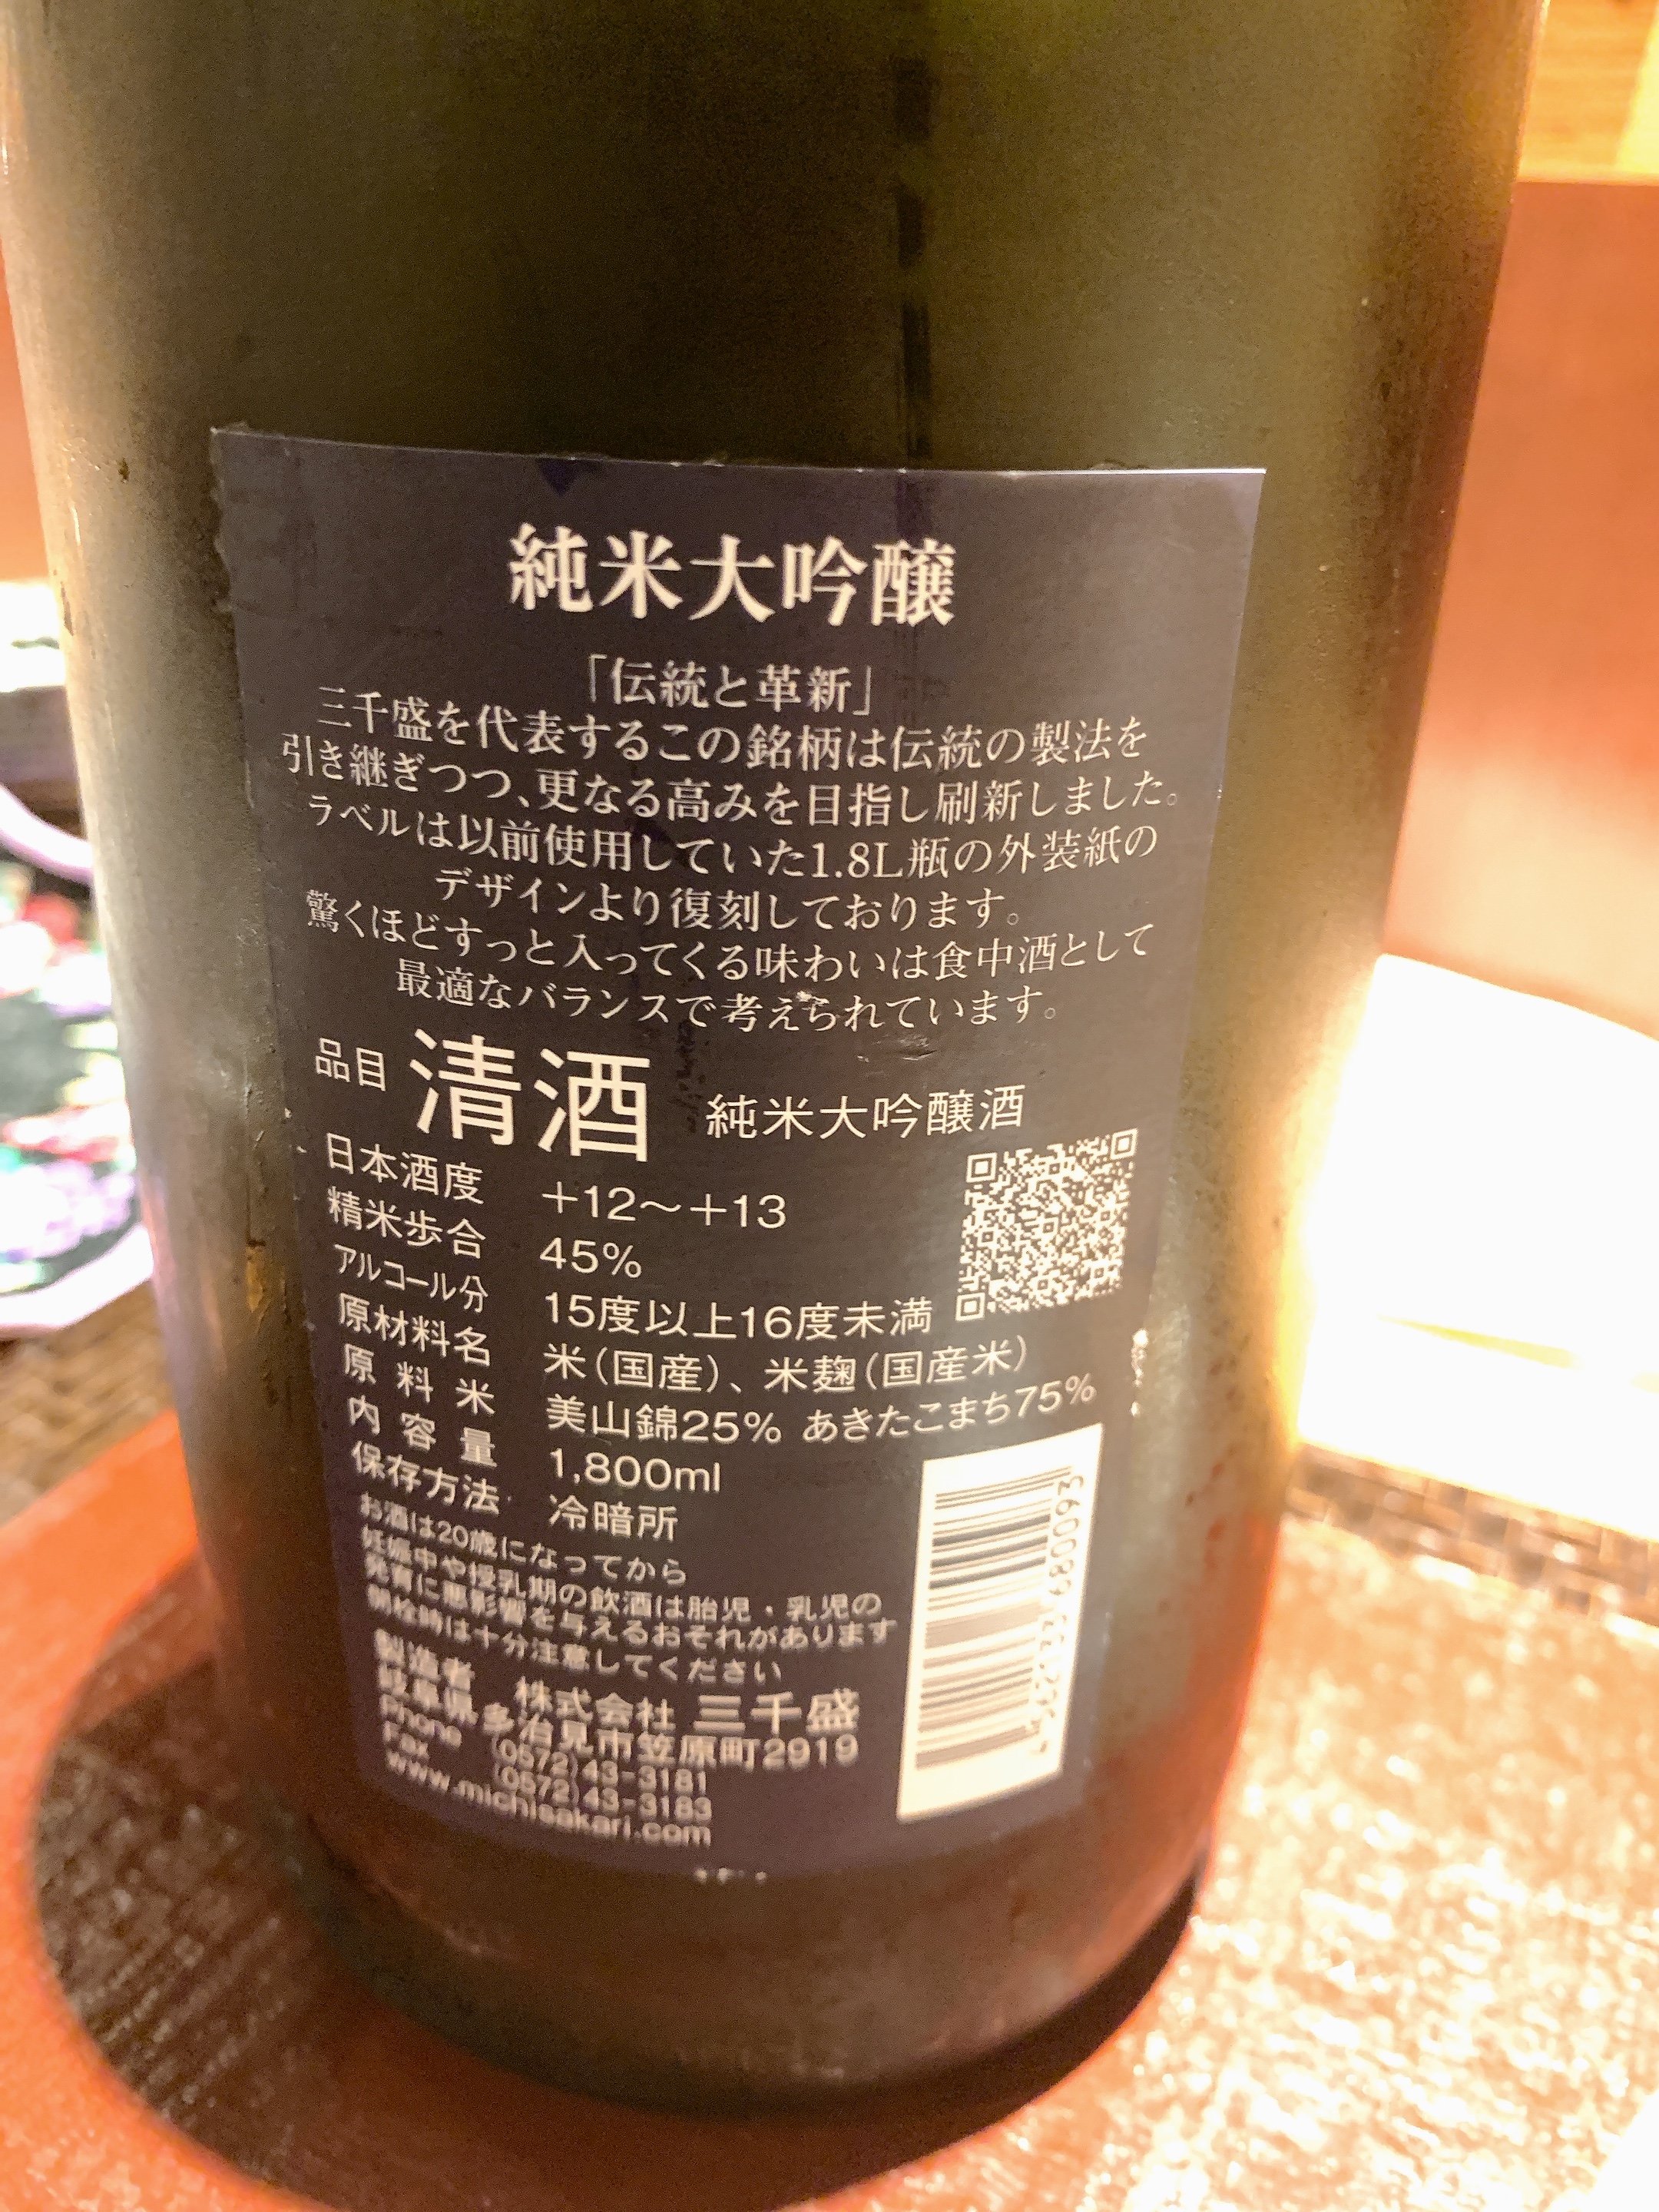 純米大吟醸
「伝統と革新」
三千盛を代表するこの銘柄は伝統の製法を
引き継ぎつつ、更なる高みを目指し刷新しました。
ラベルは以前使用していた1.8L瓶の外装紙の
デザインより復刻しております。
驚くほどすっと入ってくる味わいは食中酒として
最適なバランスで考えられています。
品目 清酒 純米大吟醸酒
日本酒度 +12〜+13
精米歩合 45%
アルコール分 15度以上16度未満
原材料名 米(国産)、米麹(国産米)
原料米 美山錦25% あきたこまち75%
内容量 1,800ml
保存方法 冷暗所
お酒は20歳になってから
妊娠中や授乳期の飲酒は胎児・乳児の
発育に悪影響を与えるおそれがあります
開栓時は十分注意してください
製造者 株式会社 三千盛
岐阜県多治見市笠原町2919
Phone (0572)43-3181
Fax (0572)43-3183
www.michisakari.com